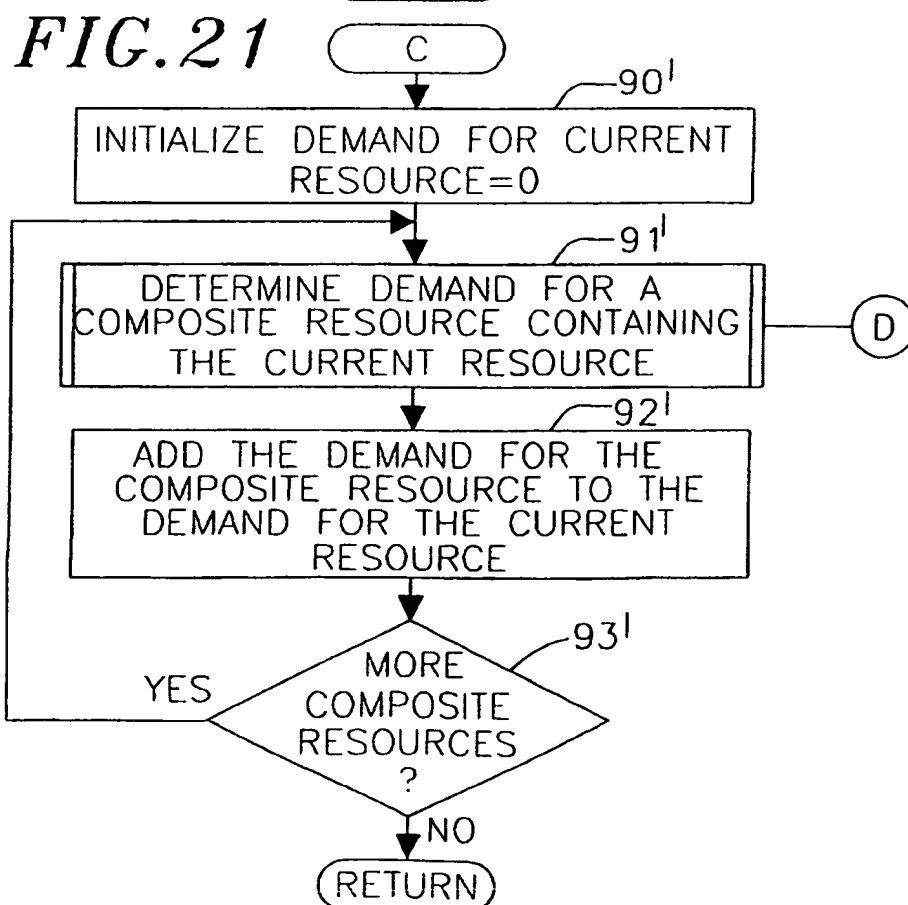 FIG.21
C
90'
INITIALIZE DEMAND FOR CURRENT
RESOURCE=0
91'
DETERMINE DEMAND FOR A
COMPOSITE RESOURCE CONTAINING
THE CURRENT RESOURCE
D
92'
ADD THE DEMAND FOR THE
COMPOSITE RESOURCE TO THE
DEMAND FOR THE CURRENT
RESOURCE
93'
MORE
COMPOSITE
RESOURCES
?
YES
NO
RETURN